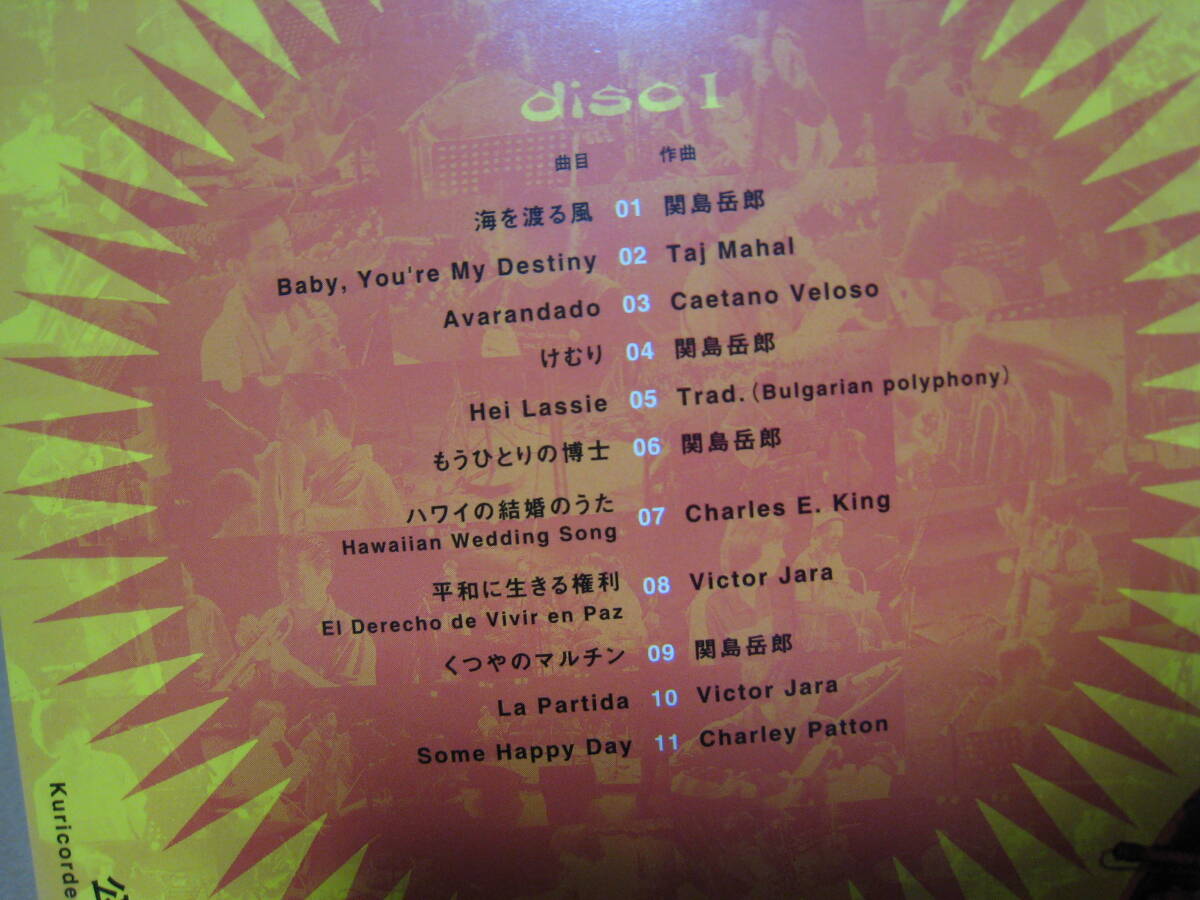 disc 1
曲目 作曲
海を渡る風 01 関島岳郎
Baby, You're My Destiny 02 Taj Mahal
Avarandado 03 Caetano Veloso
けむり 04 関島岳郎
Hei Lassie 05 Trad. (Bulgarian polyphony)
もうひとりの博士 06 関島岳郎
ハワイの結婚のうた
Hawaiian Wedding Song 07 Charles E. King
平和に生きる権利
El Derecho de Vivir en Paz 08 Victor Jara
くつやのマルチン 09 関島岳郎
La Partida 10 Victor Jara
Some Happy Day 11 Charley Patton
Kuricorde